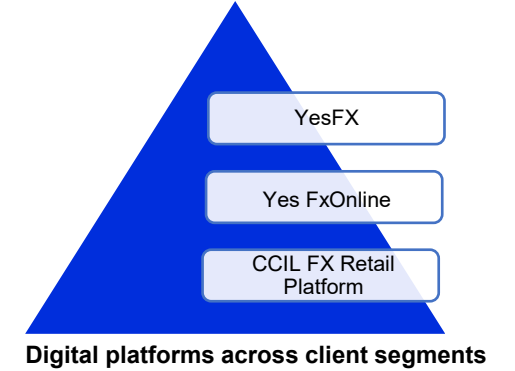 YesFX
Yes FxOnline
CCIL FX Retail
Platform
Digital platforms across client segments